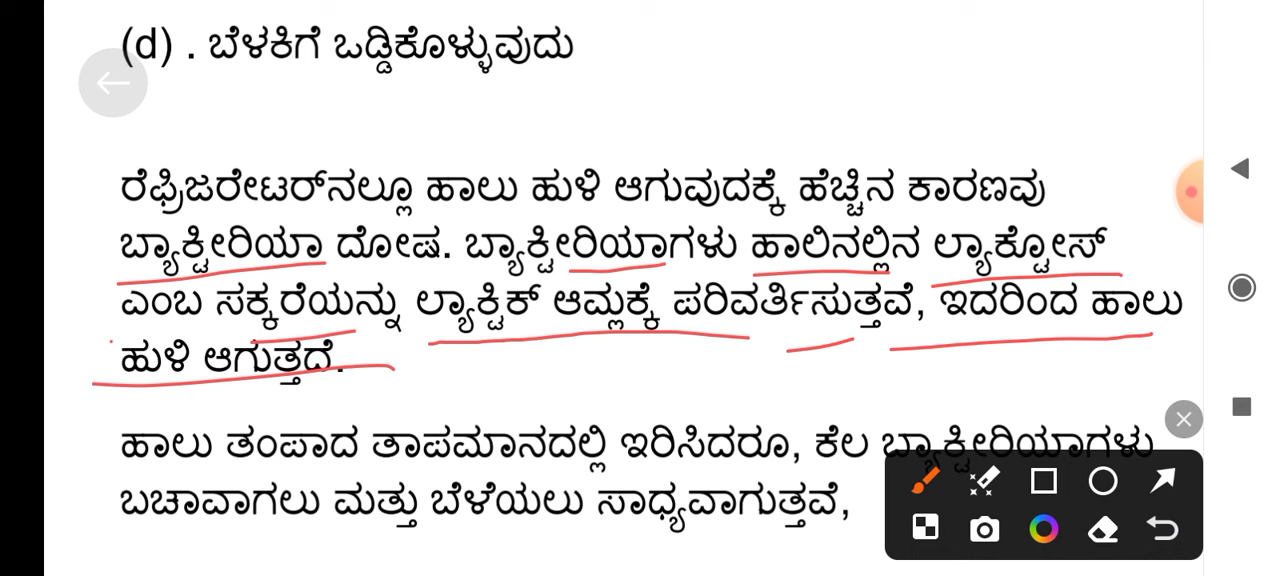 (d) . ಬೆಳಕಿಗೆ ಒಡ್ಡಿಕೊಳ್ಳುವುದು
ರೆಫ್ರಿಜರೇಟರ್‌ನಲ್ಲೂ ಹಾಲು ಹುಳಿ ಆಗುವುದಕ್ಕೆ ಹೆಚ್ಚಿನ ಕಾರಣವು
ಬ್ಯಾಕ್ಟೀರಿಯಾ ದೋಷ. ಬ್ಯಾಕ್ಟೀರಿಯಾಗಳು ಹಾಲಿನಲ್ಲಿನ ಲ್ಯಾಕ್ಟೋಸ್
ಎಂಬ ಸಕ್ಕರೆಯನ್ನು ಲ್ಯಾಕ್ಟಿಕ್ ಆಮ್ಲಕ್ಕೆ ಪರಿವರ್ತಿಸುತ್ತವೆ, ಇದರಿಂದ ಹಾಲು
ಹುಳಿ ಆಗುತ್ತದೆ.
ಹಾಲು ತಂಪಾದ ತಾಪಮಾನದಲ್ಲಿ ಇರಿಸಿದರೂ, ಕೆಲ ಬ್ಯಾಕ್ಟೀರಿಯಾಗಳು
ಬಚಾವಾಗಲು ಮತ್ತು ಬೆಳೆಯಲು ಸಾಧ್ಯವಾಗುತ್ತವೆ,